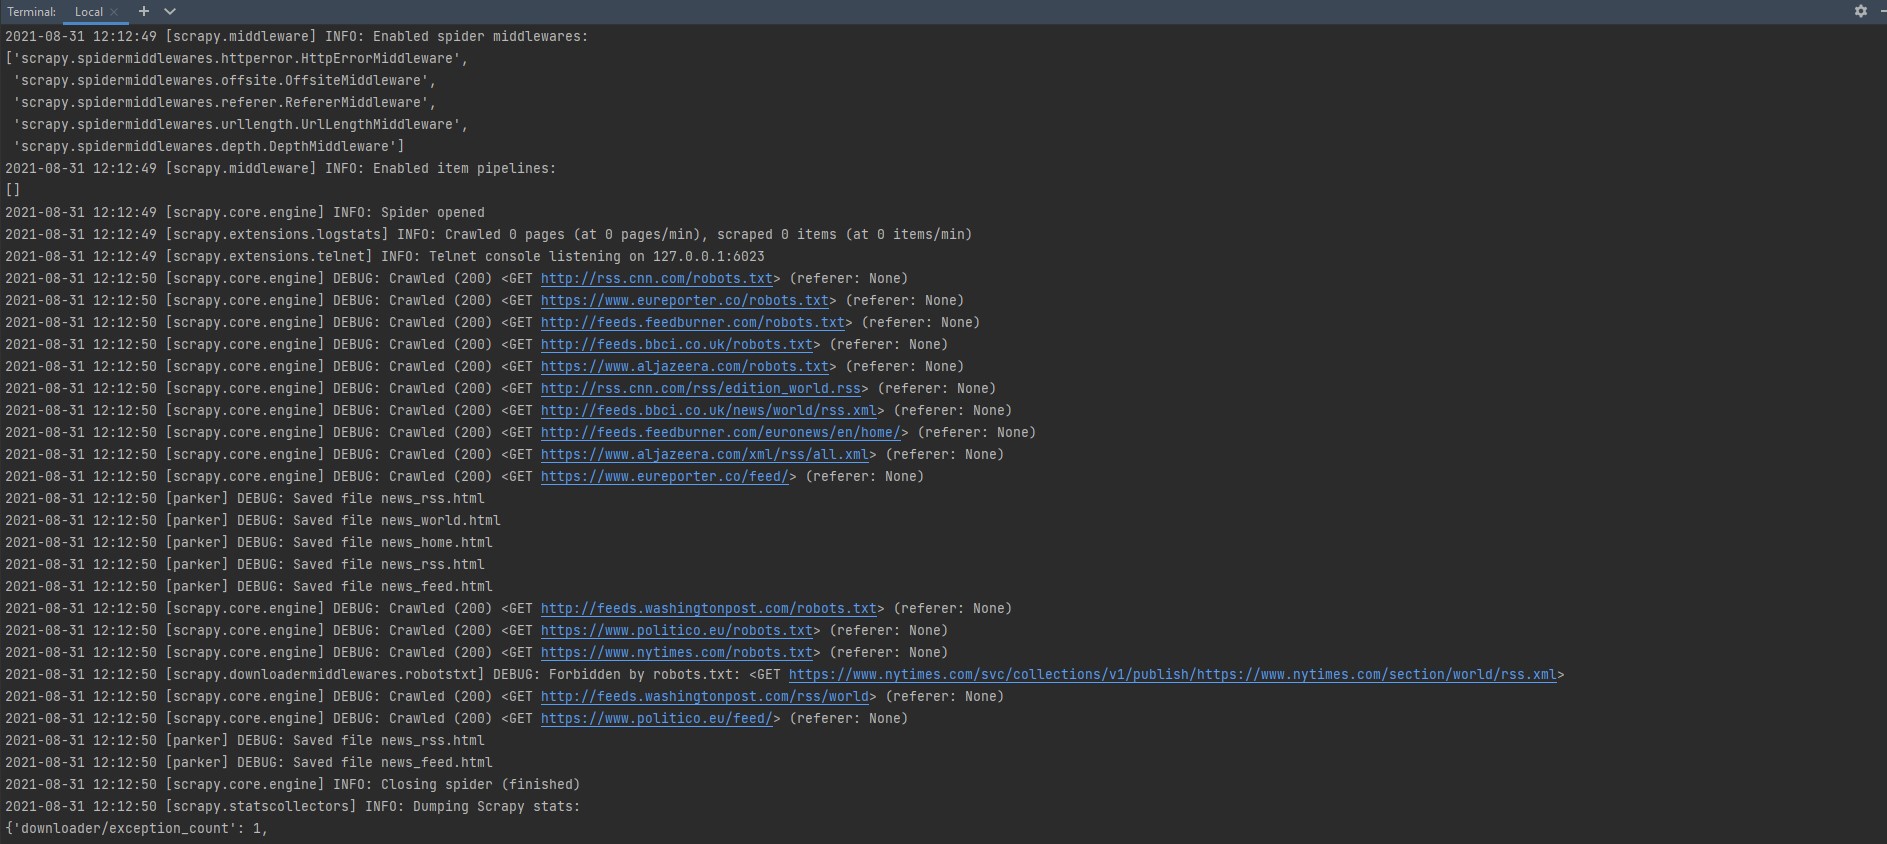 Terminal: Local
2021-08-31 12:12:49 [scrapy.middleware] INFO: Enabled spider middlewares:
['scrapy.spidermiddlewares.httperror.HttpErrorMiddleware',
 'scrapy.spidermiddlewares.offsite.OffsiteMiddleware',
 'scrapy.spidermiddlewares.referer.RefererMiddleware',
 'scrapy.spidermiddlewares.urllength.UrlLengthMiddleware',
 'scrapy.spidermiddlewares.depth.DepthMiddleware']
2021-08-31 12:12:49 [scrapy.middleware] INFO: Enabled item pipelines:
[]
2021-08-31 12:12:49 [scrapy.core.engine] INFO: Spider opened
2021-08-31 12:12:49 [scrapy.extensions.logstats] INFO: Crawled 0 pages (at 0 pages/min), scraped 0 items (at 0 items/min)
2021-08-31 12:12:49 [scrapy.extensions.telnet] INFO: Telnet console listening on 127.0.0.1:6023
2021-08-31 12:12:50 [scrapy.core.engine] DEBUG: Crawled (200) <GET http://rss.cnn.com/robots.txt> (referer: None)
2021-08-31 12:12:50 [scrapy.core.engine] DEBUG: Crawled (200) <GET https://www.eureporter.co/robots.txt> (referer: None)
2021-08-31 12:12:50 [scrapy.core.engine] DEBUG: Crawled (200) <GET http://feeds.feedburner.com/robots.txt> (referer: None)
2021-08-31 12:12:50 [scrapy.core.engine] DEBUG: Crawled (200) <GET http://feeds.bbci.co.uk/robots.txt> (referer: None)
2021-08-31 12:12:50 [scrapy.core.engine] DEBUG: Crawled (200) <GET https://www.aljazeera.com/robots.txt> (referer: None)
2021-08-31 12:12:50 [scrapy.core.engine] DEBUG: Crawled (200) <GET http://rss.cnn.com/rss/edition_world.rss> (referer: None)
2021-08-31 12:12:50 [scrapy.core.engine] DEBUG: Crawled (200) <GET http://feeds.bbci.co.uk/news/world/rss.xml> (referer: None)
2021-08-31 12:12:50 [scrapy.core.engine] DEBUG: Crawled (200) <GET http://feeds.feedburner.com/euronews/en/home/> (referer: None)
2021-08-31 12:12:50 [scrapy.core.engine] DEBUG: Crawled (200) <GET https://www.aljazeera.com/xml/rss/all.xml> (referer: None)
2021-08-31 12:12:50 [scrapy.core.engine] DEBUG: Crawled (200) <GET https://www.eureporter.co/feed/> (referer: None)
2021-08-31 12:12:50 [parker] DEBUG: Saved file news_rss.html
2021-08-31 12:12:50 [parker] DEBUG: Saved file news_world.html
2021-08-31 12:12:50 [parker] DEBUG: Saved file news_home.html
2021-08-31 12:12:50 [parker] DEBUG: Saved file news_rss.html
2021-08-31 12:12:50 [parker] DEBUG: Saved file news_feed.html
2021-08-31 12:12:50 [scrapy.core.engine] DEBUG: Crawled (200) <GET http://feeds.washingtonpost.com/robots.txt> (referer: None)
2021-08-31 12:12:50 [scrapy.core.engine] DEBUG: Crawled (200) <GET https://www.politico.eu/robots.txt> (referer: None)
2021-08-31 12:12:50 [scrapy.core.engine] DEBUG: Crawled (200) <GET https://www.nytimes.com/robots.txt> (referer: None)
2021-08-31 12:12:50 [scrapy.downloadermiddlewares.robotstxt] DEBUG: Forbidden by robots.txt: <GET https://www.nytimes.com/svc/collections/v1/publish/https://www.nytimes.com/section/world/rss.xml>
2021-08-31 12:12:50 [scrapy.core.engine] DEBUG: Crawled (200) <GET http://feeds.washingtonpost.com/rss/world> (referer: None)
2021-08-31 12:12:50 [scrapy.core.engine] DEBUG: Crawled (200) <GET https://www.politico.eu/feed/> (referer: None)
2021-08-31 12:12:50 [parker] DEBUG: Saved file news_rss.html
2021-08-31 12:12:50 [parker] DEBUG: Saved file news_feed.html
2021-08-31 12:12:50 [scrapy.core.engine] INFO: Closing spider (finished)
2021-08-31 12:12:50 [scrapy.statscollectors] INFO: Dumping Scrapy stats:
{'downloader/exception_count': 1,